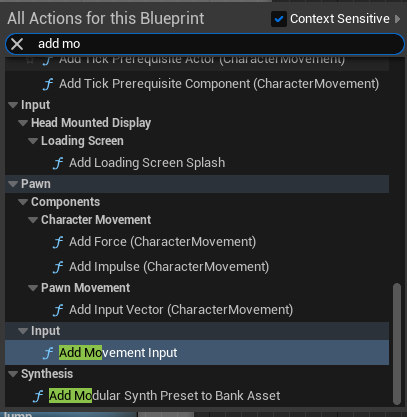 All Actions for this Blueprint Context Sensitive
add mo
Add Tick Prerequisite Actor (CharacterMovement)
Add Tick Prerequisite Component (CharacterMovement)
Input
Head Mounted Display
Loading Screen
Add Loading Screen Splash
Pawn
Components
Character Movement
Add Force (CharacterMovement)
Add Impulse (CharacterMovement)
Pawn Movement
Add Input Vector (CharacterMovement)
Input
Add Movement Input
Synthesis
Add Modular Synth Preset to Bank Asset
Jump